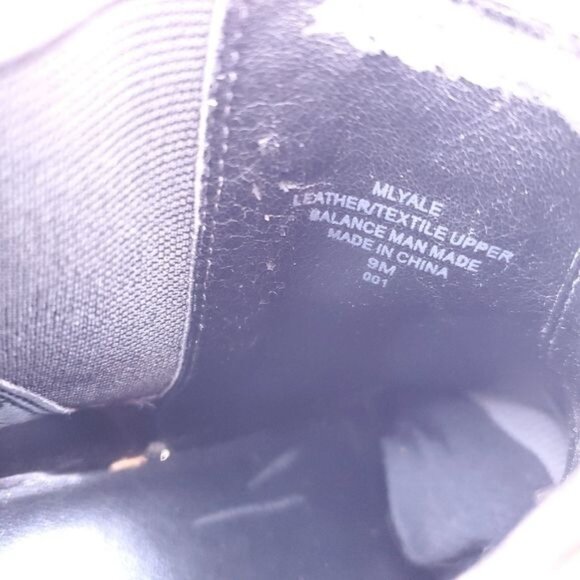 MLYALE
LEATHER/TEXTILE UPPER
BALANCE MAN MADE
MADE IN CHINA
9M
001